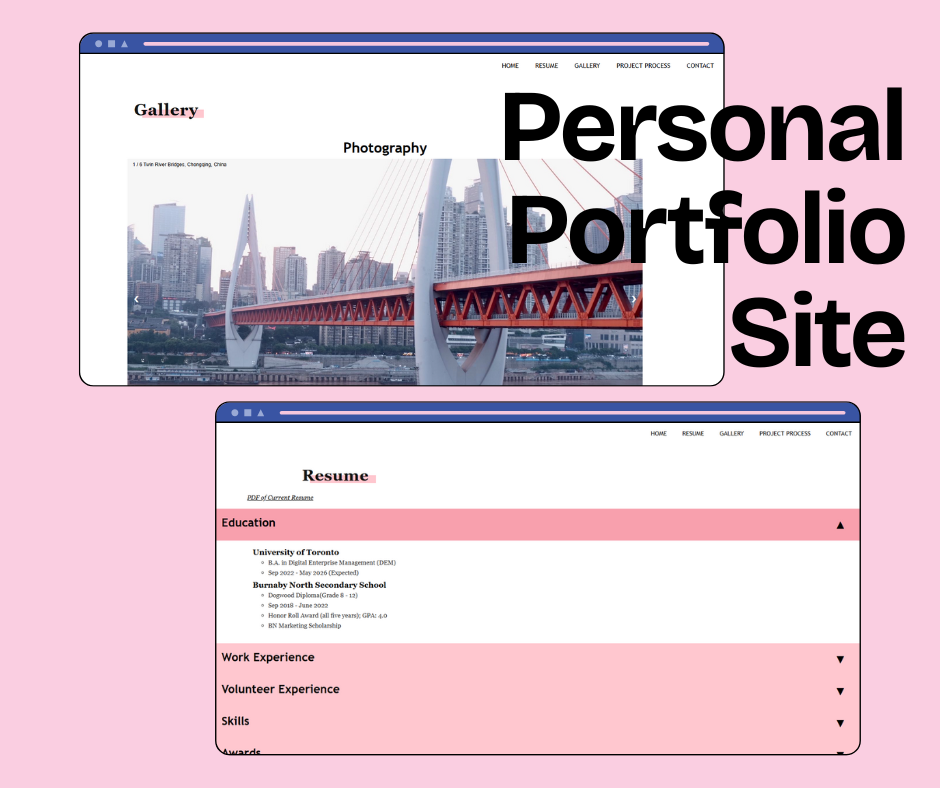 HOME RESUME GALLERY PROJECT PROCESS CONTACT
Gallery
Photography
1 / 6 Twin River Bridges, Chongqing, China
Personal
Portfolio
Site
HOME RESUME GALLERY PROJECT PROCESS CONTACT
Resume
PDF of Current Resume
Education
University of Toronto
B.A. in Digital Enterprise Management (DEM)
Sep 2022 - May 2026 (Expected)
Burnaby North Secondary School
Dogwood Diploma(Grade 8 - 12)
Sep 2018 - June 2022
Honor Roll Award (all five years); GPA: 4.0
BN Marketing Scholarship
Work Experience
Volunteer Experience
Skills
Awards